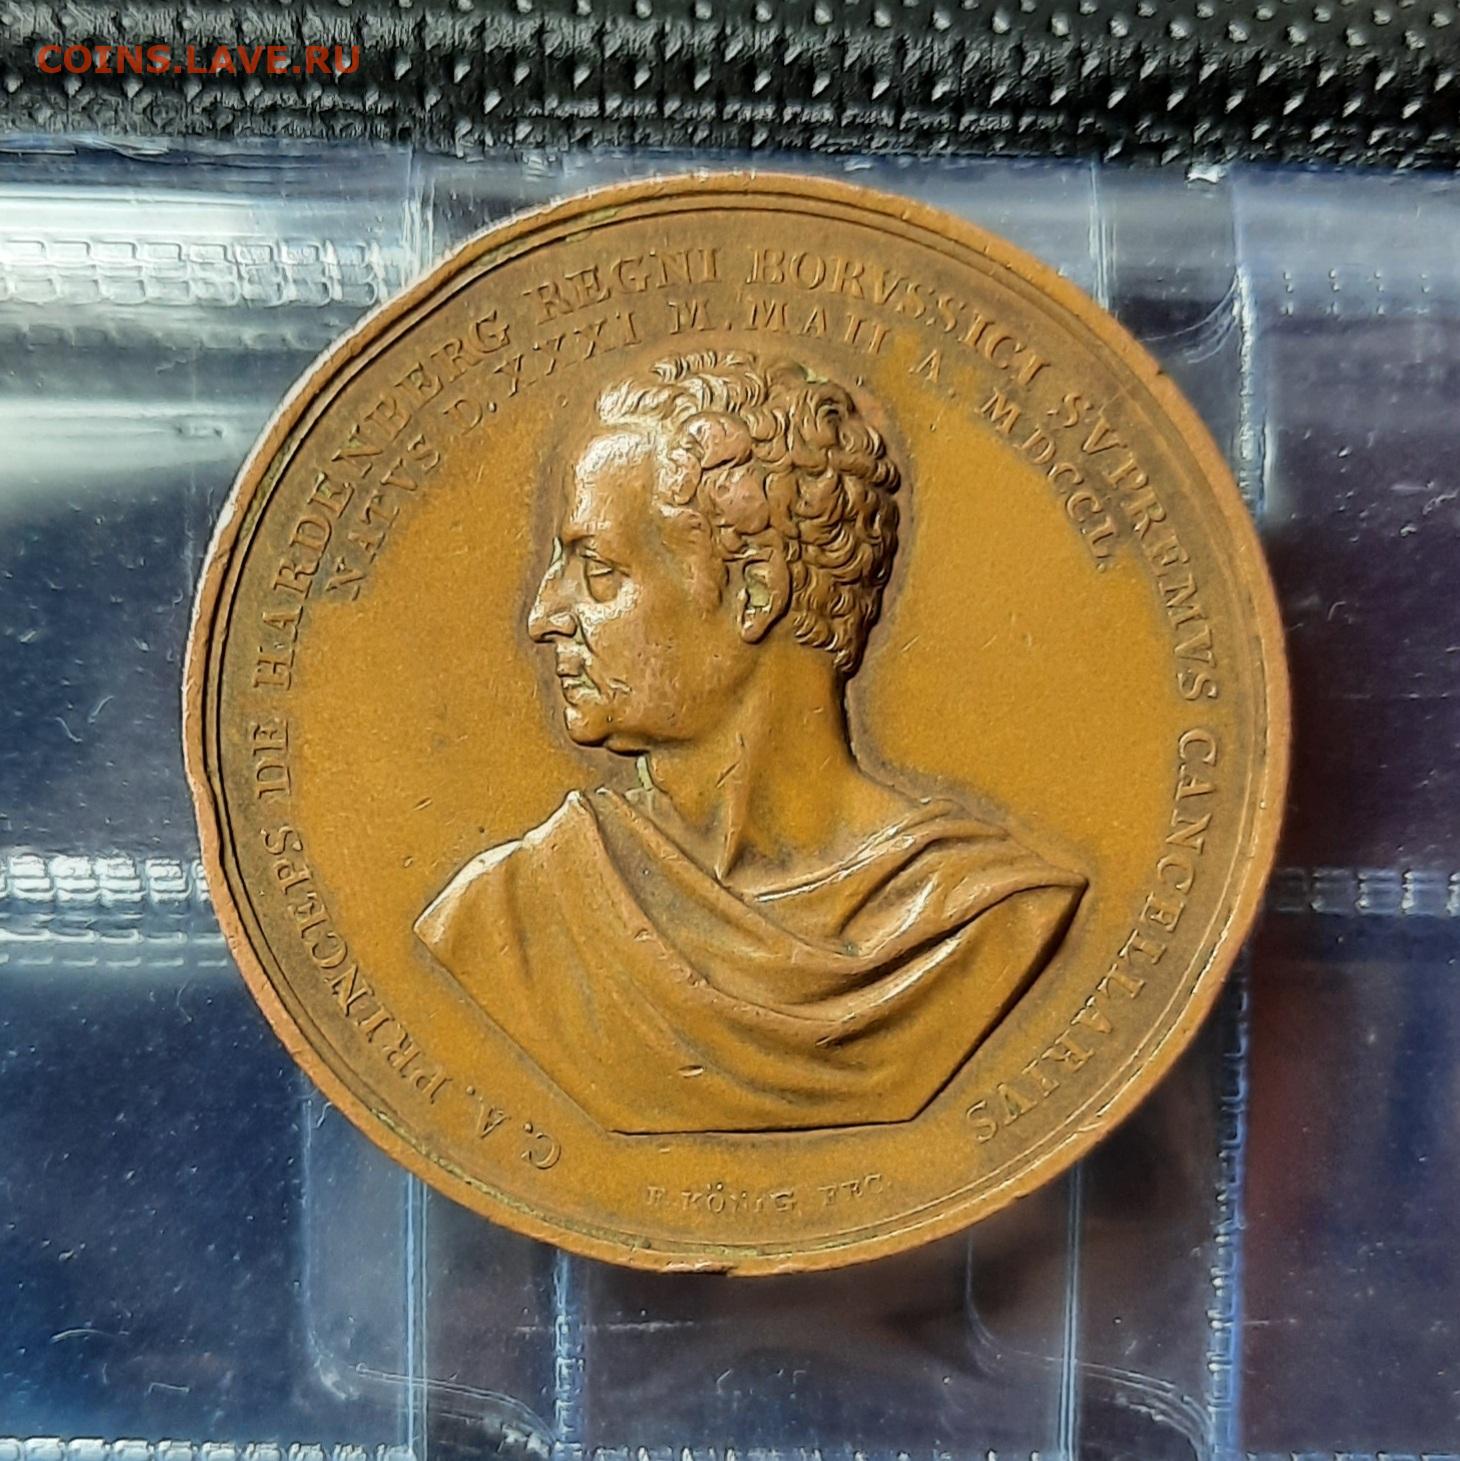 COINS.LAVE.RU
C. A. PRINCEPS DE HARDENBERG REGNI BORVSSICI SVPREMVS CANCELLARIVS
NATVS D. XXXI M. MAII A. MDCCL.
F. KÖNIG FEC.